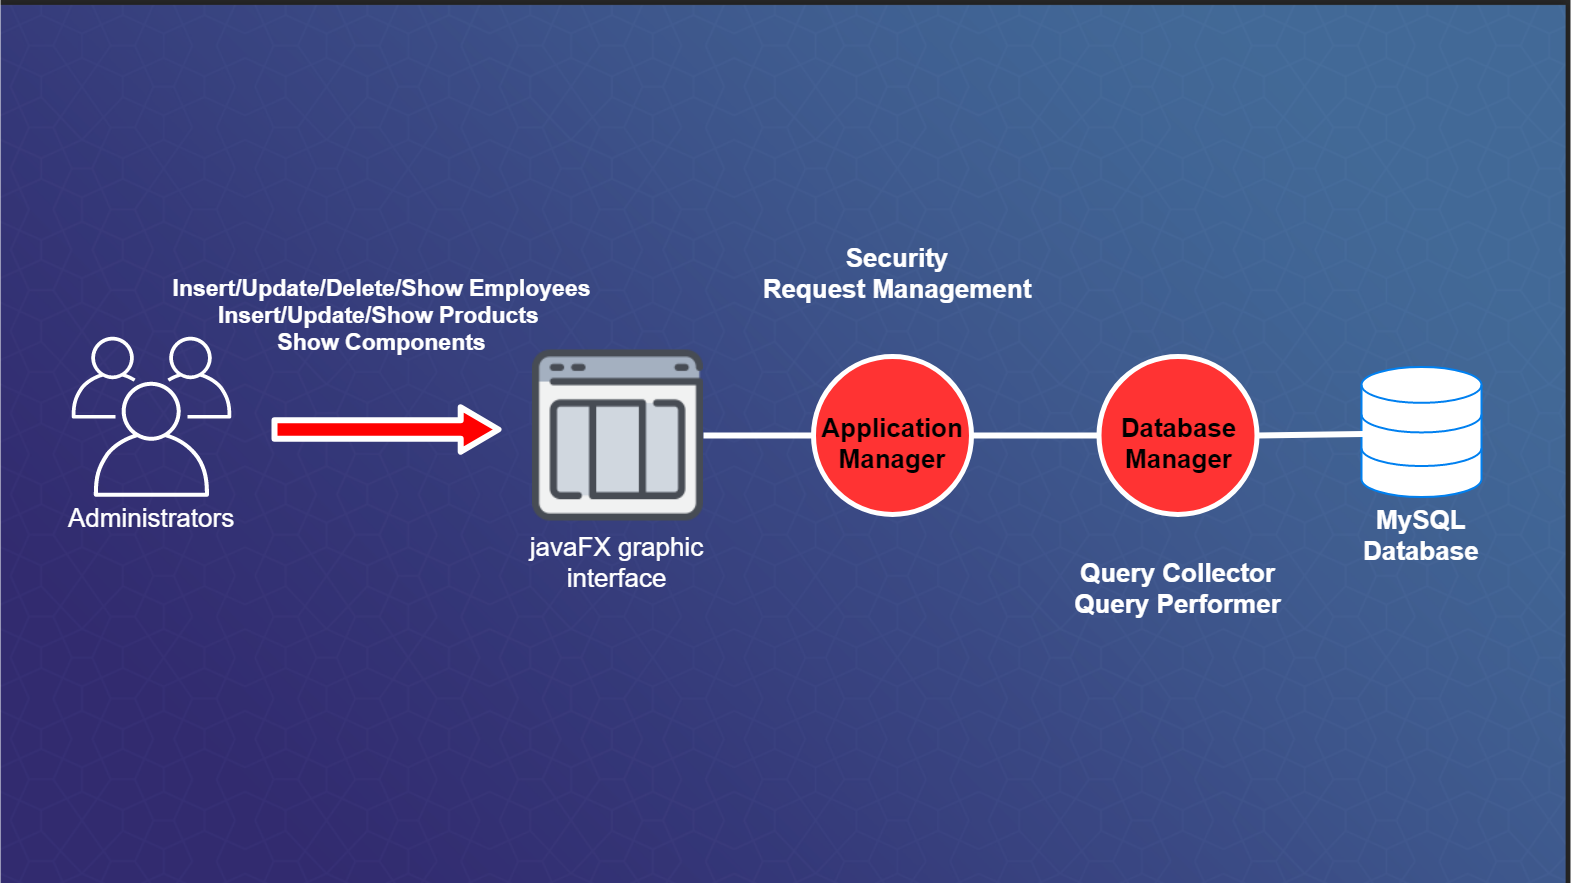 Security
Request Management
Insert/Update/Delete/Show Employees
Insert/Update/Show Products
Show Components
Application
Manager
Database
Manager
Administrators
javaFX graphic
interface
MySQL
Database
Query Collector
Query Performer